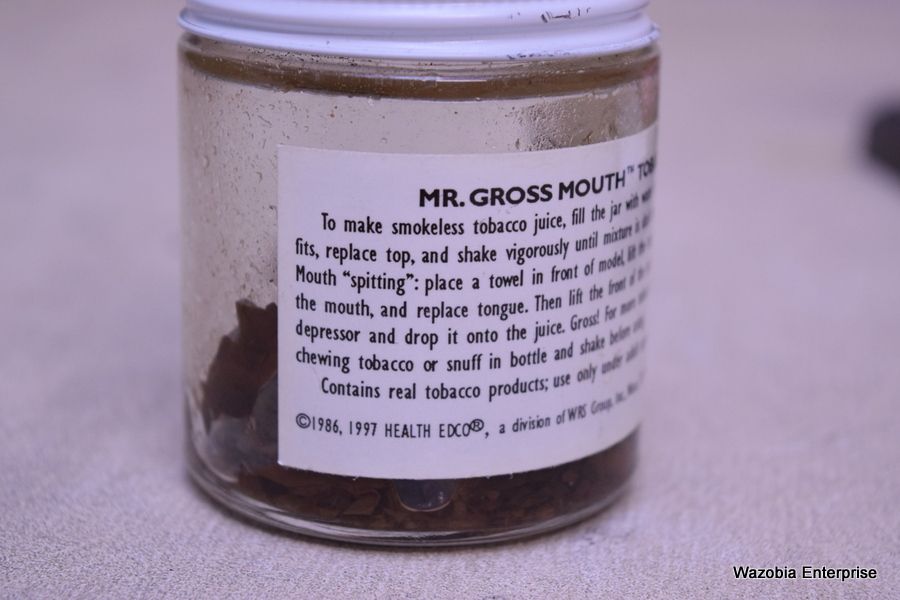 MR. GROSS MOUTH™
To make smokeless tobacco juice, fill the jar with
fits, replace top, and shake vigorously until mixture is
Mouth “spitting”: place a towel in front of model, lift the
the mouth, and replace tongue. Then lift the front of the
depressor and drop it onto the juice. Gross! For more
chewing tobacco or snuff in bottle and shake before
Contains real tobacco products; use only under
©1986, 1997 HEALTH EDCO®, a division of WRS Group, Inc.,
Wazobia Enterprise